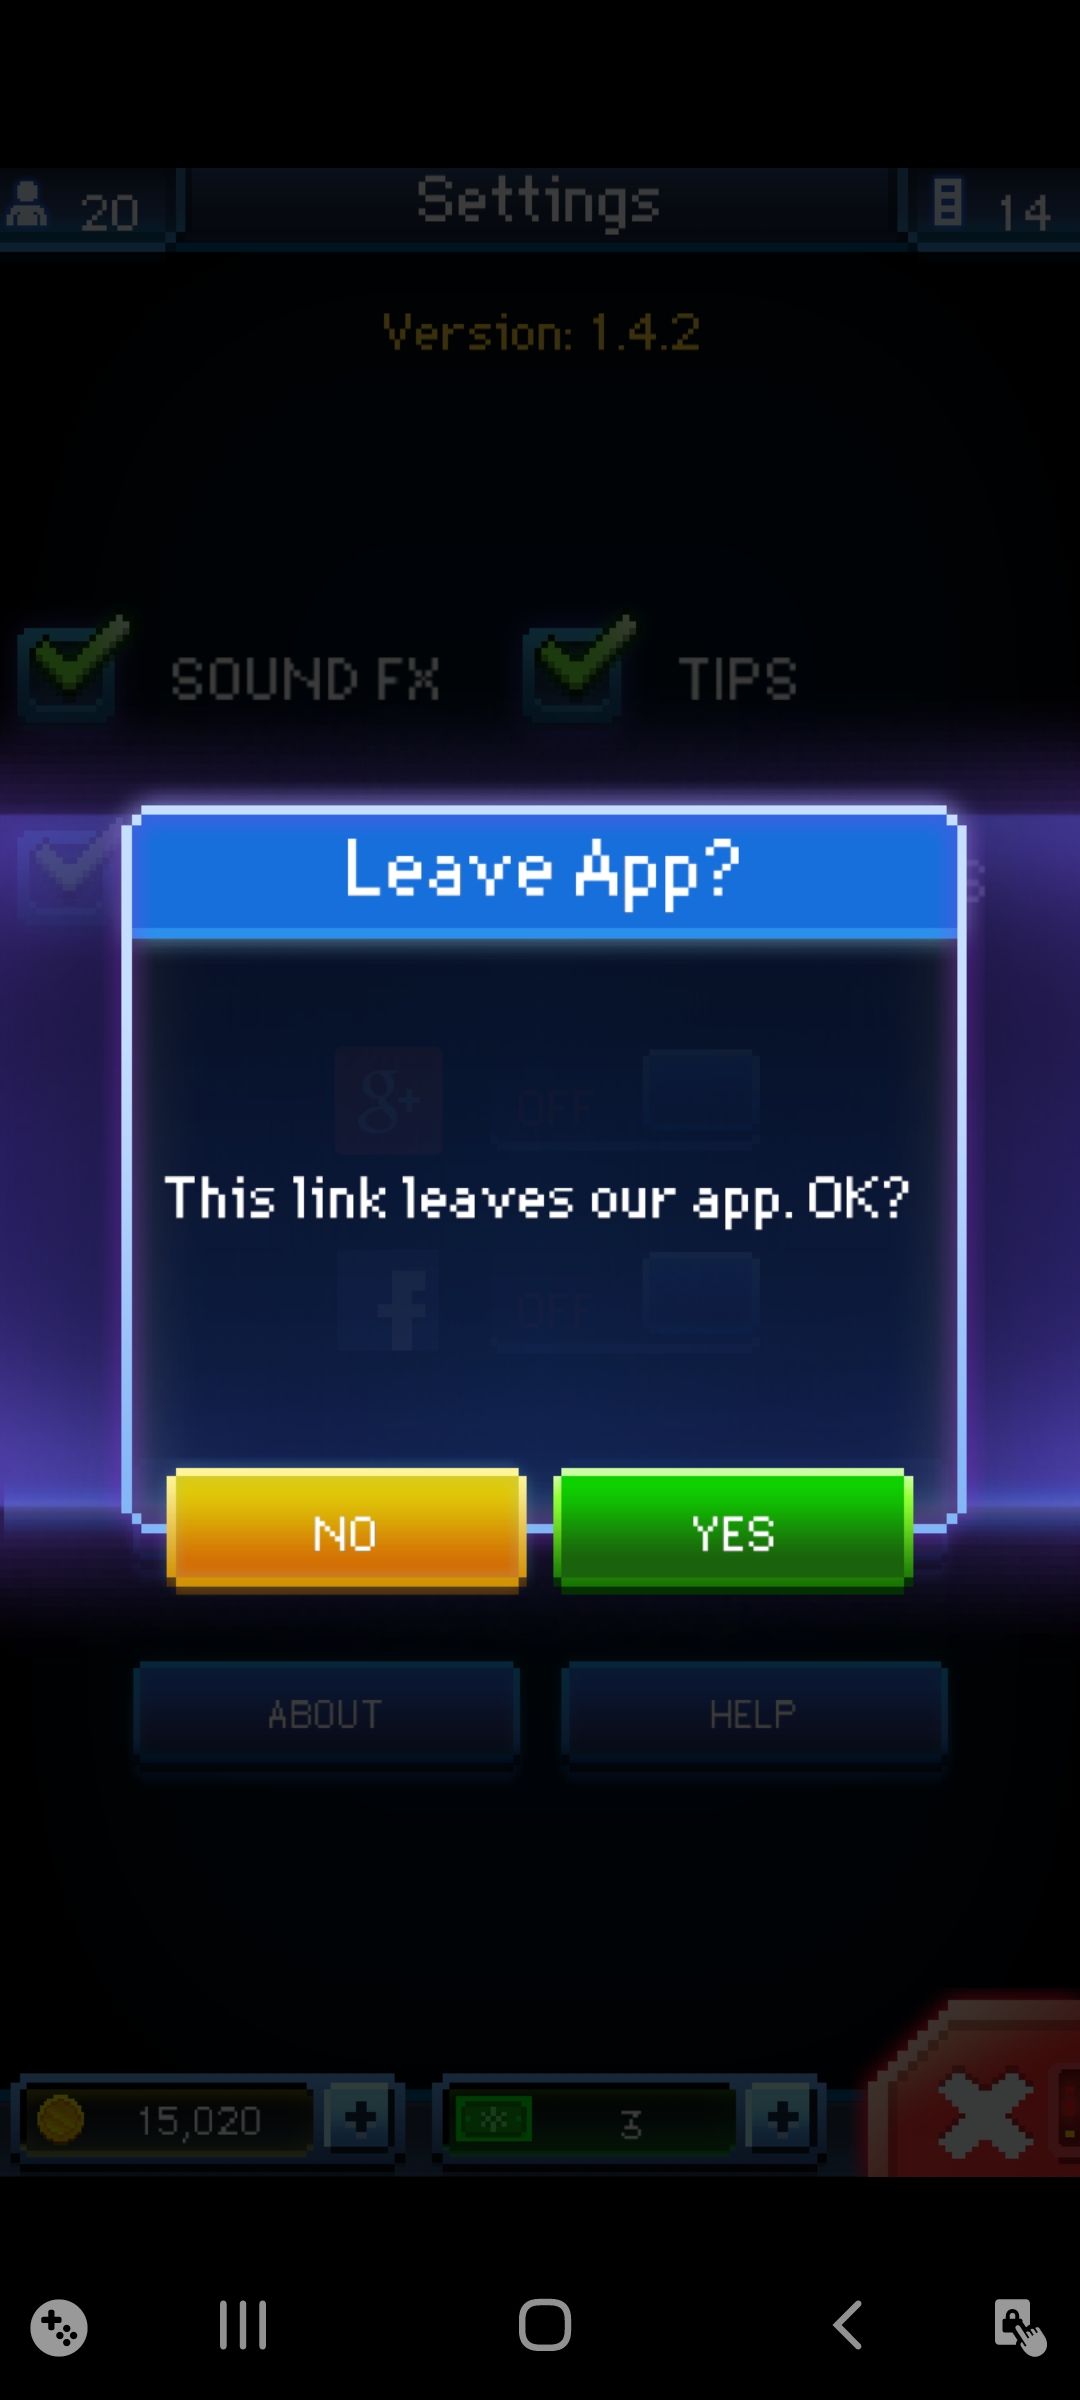 20
Settings
14
Version: 1.4.2
SOUND FX
TIPS
Leave App?
g+
OFF
This link leaves our app. OK?
f
OFF
NO
YES
ABOUT
HELP
15,020
3